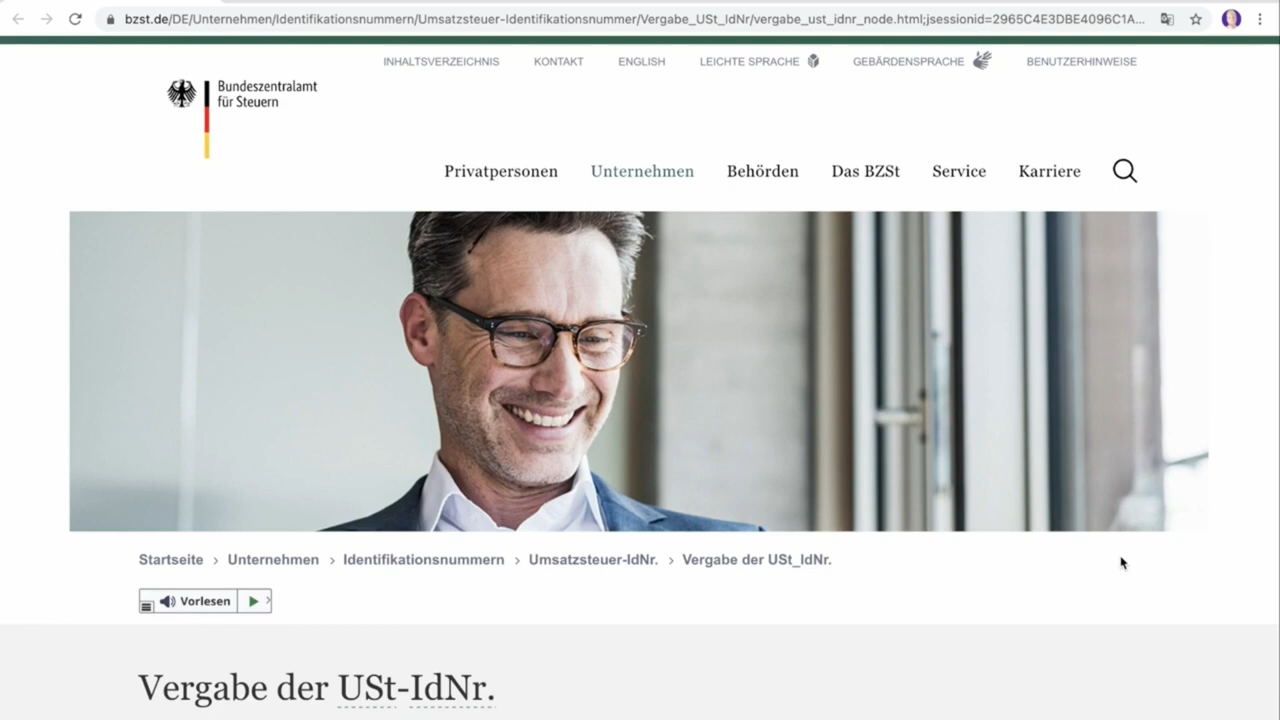 bzst.de/DE/Unternehmen/Identifikationsnummern/Umsatzsteuer-Identifikationsnummer/Vergabe_USt_IdNr/vergabe_ust_idnr_node.html;jsessionid=2965C4E3DBE4096C1A...
INHALTSVERZEICHNIS KONTAKT ENGLISH LEICHTE SPRACHE GEBÄRDENSPRACHE BENUTZERHINWEISE
Bundeszentralamt
für Steuern
Privatpersonen Unternehmen Behörden Das BZSt Service Karriere
Startseite > Unternehmen > Identifikationsnummern > Umsatzsteuer-IdNr. > Vergabe der USt_IdNr.
Vorlesen
Vergabe der USt-IdNr.